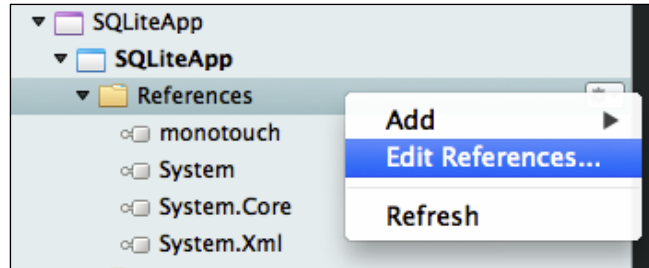 SQLiteApp
SQLiteApp
References
monotouch
System
System.Core
System.Xml
Add
Edit References...
Refresh